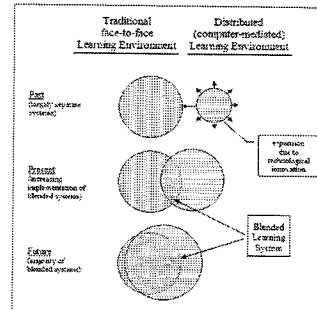 Traditional
face-to-face
Learning Environment
Distributed
(computer-mediated)
Learning Environment
Past
(largely separate
systems)
expansion
due to
technological
innovation
Present
(increasing
implementation of
blended systems)
Blended
Learning
System
Future
(majority of
blended systems)